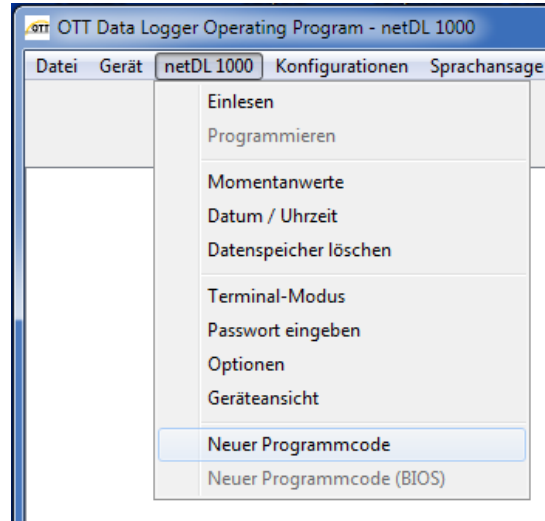 OTT OTT Data Logger Operating Program - netDL 1000
Datei Gerät netDL 1000 Konfigurationen Sprachansage
Einlesen
Programmieren
Momentanwerte
Datum / Uhrzeit
Datenspeicher löschen
Terminal-Modus
Passwort eingeben
Optionen
Geräteansicht
Neuer Programmcode
Neuer Programmcode (BIOS)